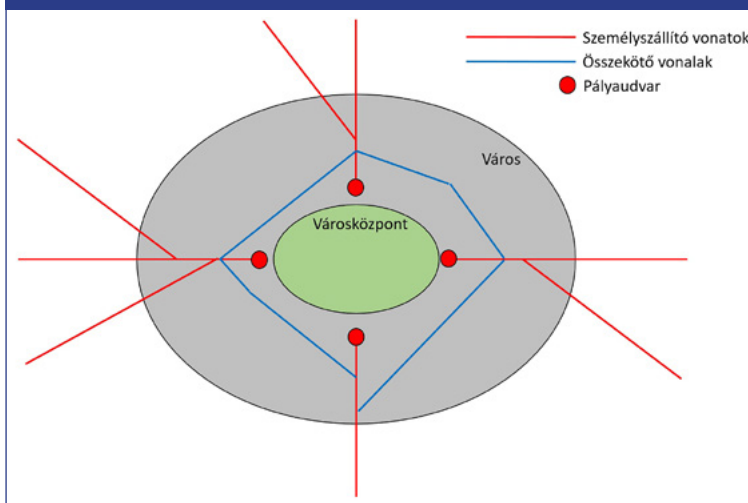 Személyszállító vonatok
Összekötő vonalak
Pályaudvar
Város
Városközpont